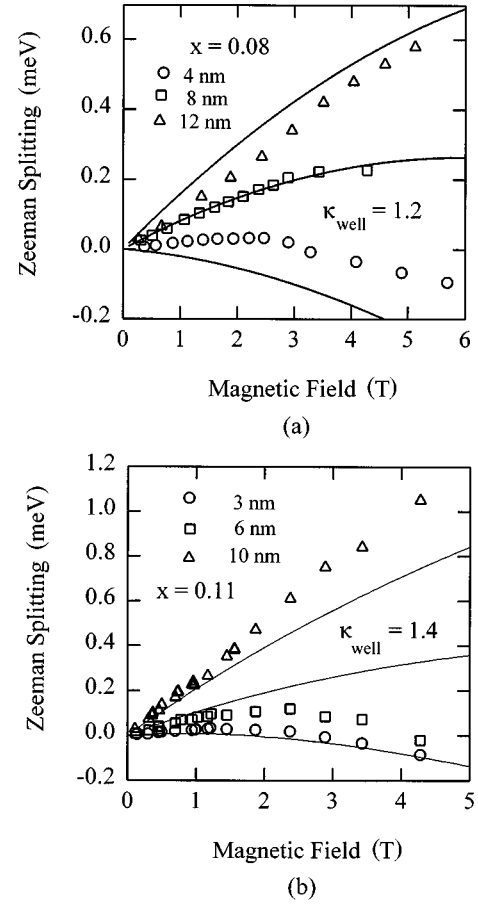 Zeeman Splitting (meV)
0.6
0.4
0.2
0.0
-0.2
x = 0.08
4 nm
8 nm
12 nm
κwell = 1.2
0 1 2 3 4 5 6
Magnetic Field (T)
(a)
Zeeman Splitting (meV)
1.2
1.0
0.8
0.6
0.4
0.2
0.0
-0.2
3 nm
6 nm
10 nm
x = 0.11
κwell = 1.4
0 1 2 3 4 5
Magnetic Field (T)
(b)